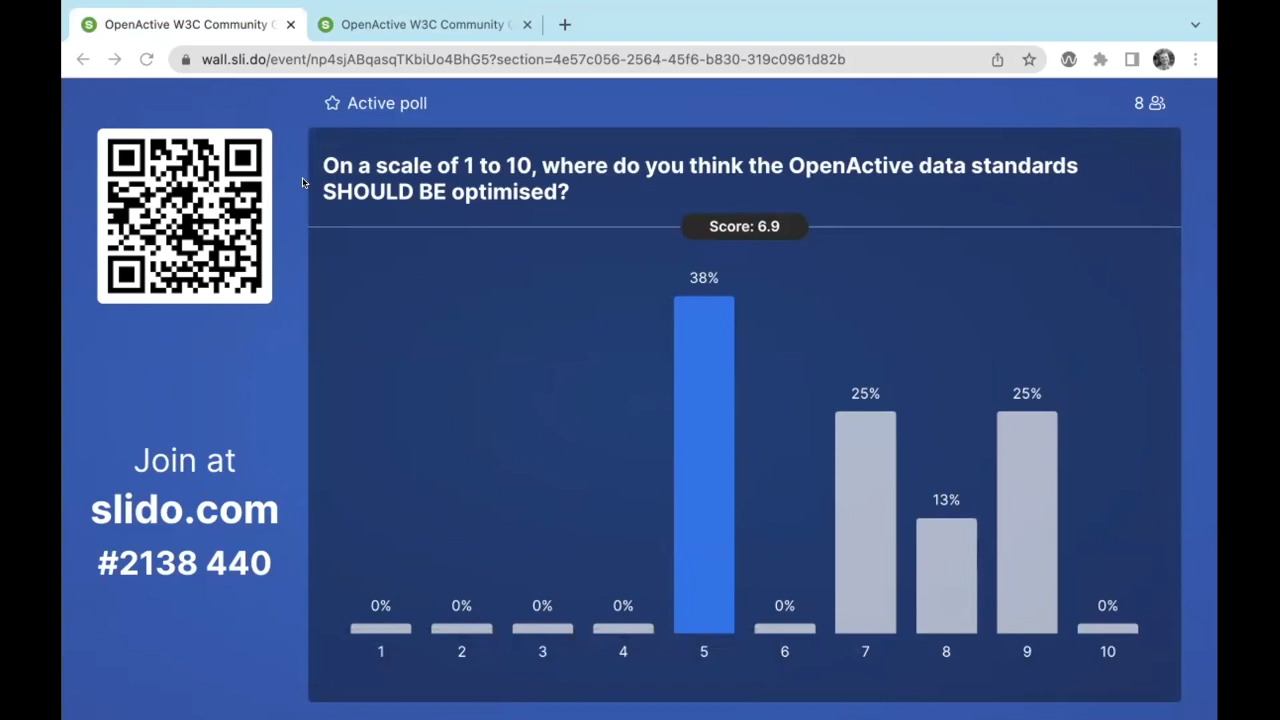 OpenActive W3C Community
OpenActive W3C Community
wall.sli.do/event/np4sjABqasqTKbiUo4BhG5?section=4e57c056-2564-45f6-b830-319c0961d82b
Active poll
8
On a scale of 1 to 10, where do you think the OpenActive data standards
SHOULD BE optimised?
Score: 6.9
38%
25%
25%
13%
0%
0%
0%
0%
0%
0%
1
2
3
4
5
6
7
8
9
10
Join at
slido.com
#2138 440